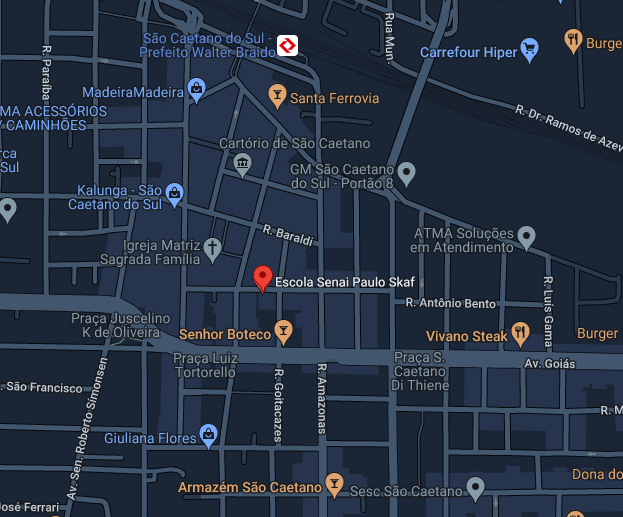 São Caetano do Sul -
Prefeito Walter Braido
Rua Mun.
Carrefour Hiper
Burge
R. Paraíba
MadeiraMadeira
Santa Ferrovia
MA ACESSÓRIOS
/ CAMINHÕES
R. Dr. Ramos de Azev
Cartório de São Caetano
rca
Sul
GM São Caetano
do Sul - Portão 8
Kalunga - São
Caetano do Sul
R. Baraldi
ATMA Soluções
em Atendimento
Igreja Matriz
Sagrada Família
Escola Senai Paulo Skaf
R. Luís Gama
R. Antônio Bento
Praça Juscelino
K de Oliveira
Senhor Boteco
Vivano Steak
Burger
Praça Luiz
Tortorello
Praça S.
Caetano
Di Thiene
Av. Goiás
. São Francisco
R. Goitacazes
R. Amazonas
Av. Sen. Roberto Simonsen
R. M
Giuliana Flores
Dona do
Armazém São Caetano
Sesc São Caetano
José Ferrari